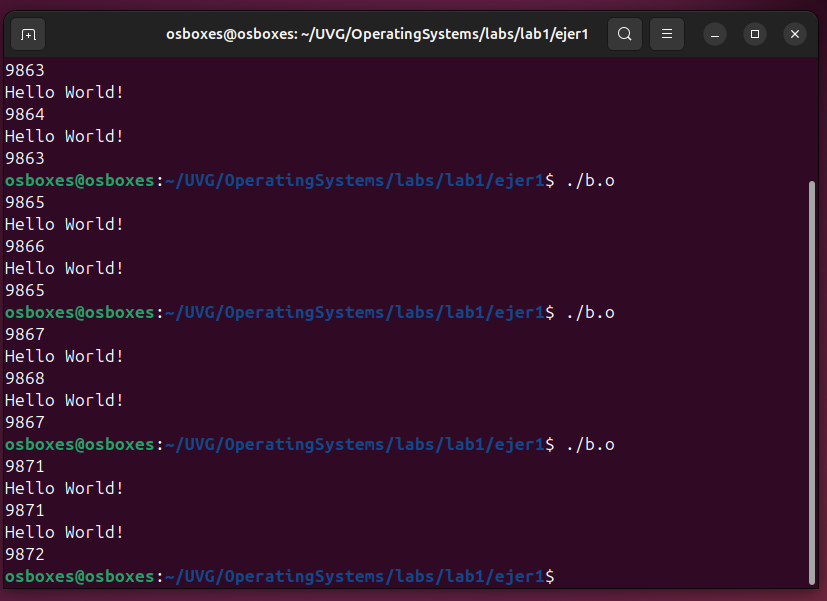 osboxes@osboxes: ~/UVG/OperatingSystems/labs/lab1/ejer1
9863
Hello World!
9864
Hello World!
9863
osboxes@osboxes:~/UVG/OperatingSystems/labs/lab1/ejer1$ ./b.o
9865
Hello World!
9866
Hello World!
9865
osboxes@osboxes:~/UVG/OperatingSystems/labs/lab1/ejer1$ ./b.o
9867
Hello World!
9868
Hello World!
9867
osboxes@osboxes:~/UVG/OperatingSystems/labs/lab1/ejer1$ ./b.o
9871
Hello World!
9871
Hello World!
9872
osboxes@osboxes:~/UVG/OperatingSystems/labs/lab1/ejer1$